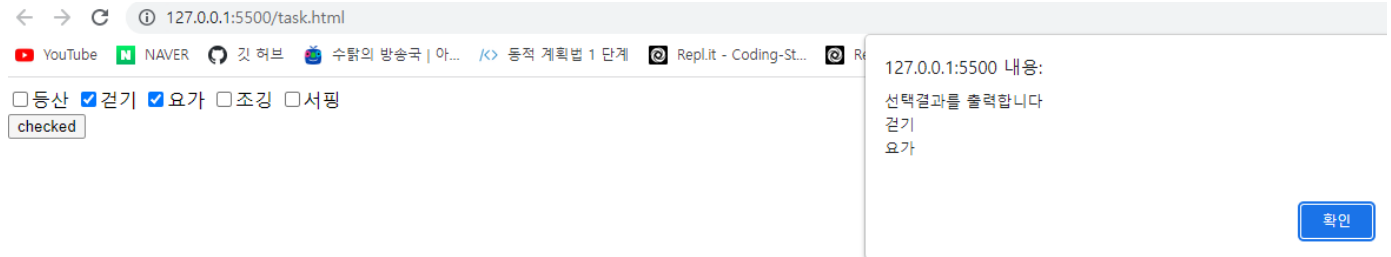 127.0.0.1:5500/task.html
YouTube NAVER 깃 허브 수탉의 방송국 | 아... 동적 계획법 1 단계 Repl.it - Coding-St... Re
127.0.0.1:5500 내용:
선택결과를 출력합니다
걷기
요가
확인
등산 걷기 요가 조깅 서핑
checked